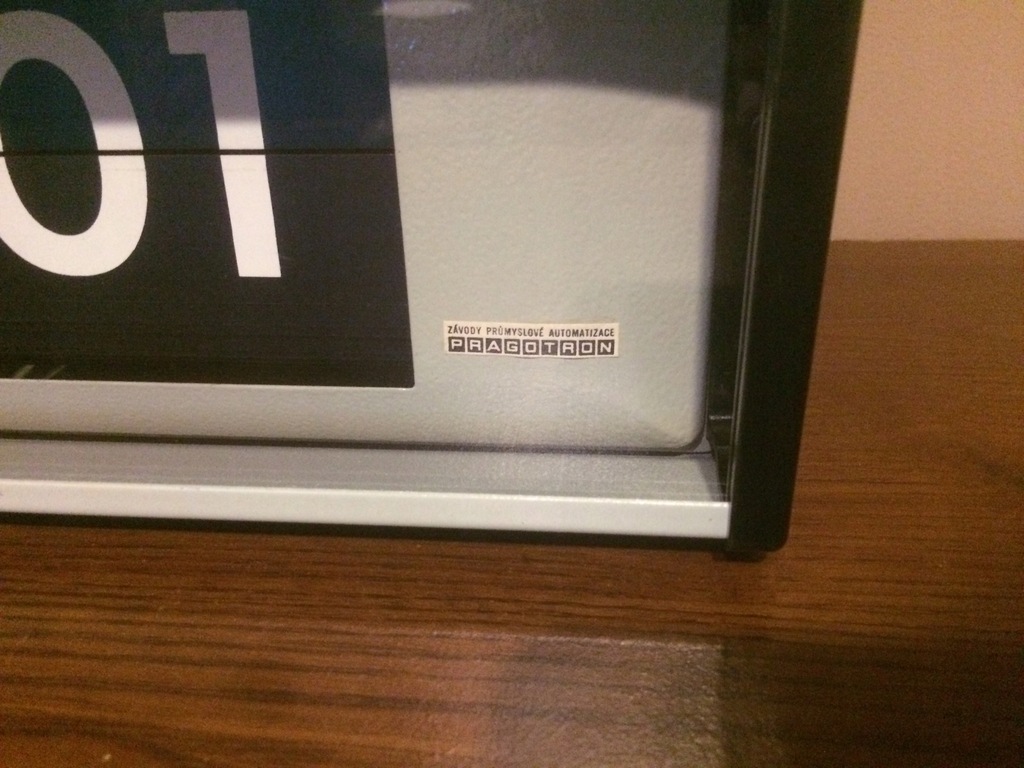 01
ZÁVODY PRŮMYSLOVÉ AUTOMATIZACE
PRAGOTRON